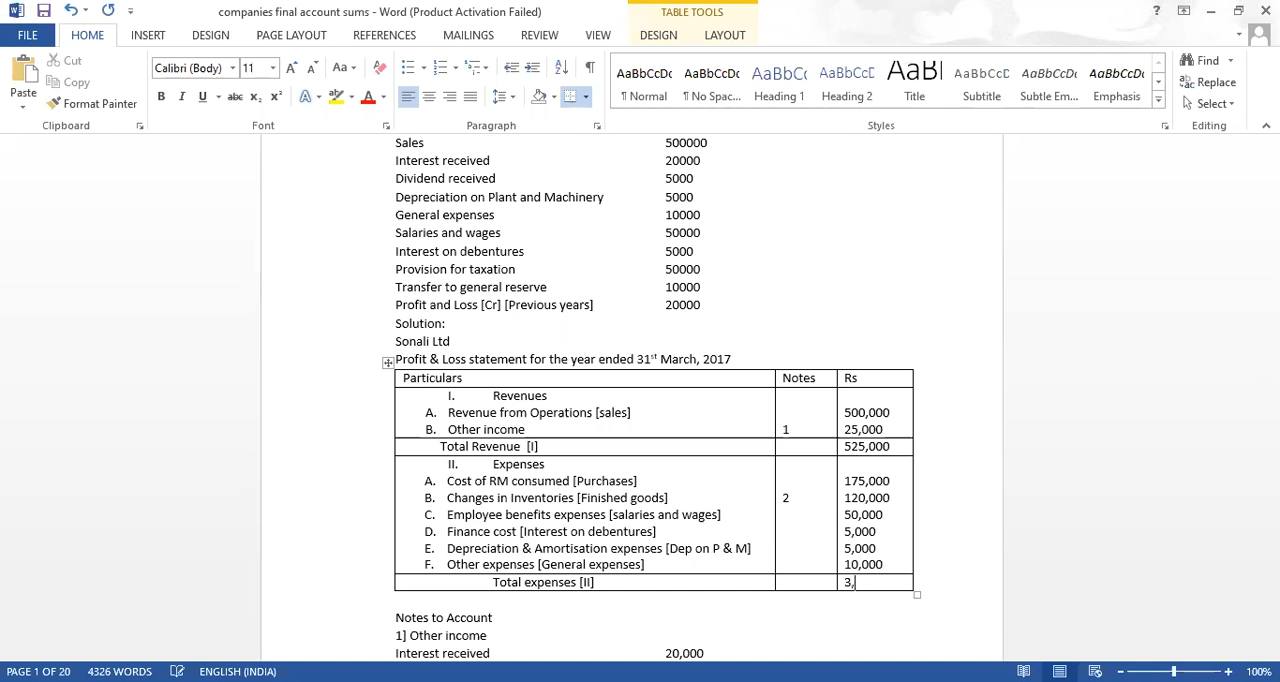 companies final account sums - Word (Product Activation Failed)
TABLE TOOLS
?
FILE HOME INSERT DESIGN PAGE LAYOUT REFERENCES MAILINGS REVIEW VIEW DESIGN LAYOUT
Paste
Cut
Copy
Format Painter
Clipboard
Calibri (Body) 11
Aa
B I U abc x₂ x² A A
Font
Paragraph
AaBbCcDc AaBbCcDc AaBbCc AaBbCcC AaBl AaBbCcD AaBbCcDc AaBbCcDc
¶ Normal ¶ No Spac... Heading 1 Heading 2 Title Subtitle Subtle Em... Emphasis
Styles
Find
Replace
Select
Editing
Sales 500000
Interest received 20000
Dividend received 5000
Depreciation on Plant and Machinery 5000
General expenses 10000
Salaries and wages 50000
Interest on debentures 5000
Provision for taxation 50000
Transfer to general reserve 10000
Profit and Loss [Cr] [Previous years] 20000
Solution:
Sonali Ltd
Profit & Loss statement for the year ended 31st March, 2017
Particulars Notes Rs
I. Revenues
A. Revenue from Operations [sales] 500,000
B. Other income 1 25,000
Total Revenue [I] 525,000
II. Expenses
A. Cost of RM consumed [Purchases] 175,000
B. Changes in Inventories [Finished goods] 2 120,000
C. Employee benefits expenses [salaries and wages] 50,000
D. Finance cost [Interest on debentures] 5,000
E. Depreciation & Amortisation expenses [Dep on P & M] 5,000
F. Other expenses [General expenses] 10,000
Total expenses [II] 3,
Notes to Account
1] Other income
Interest received 20,000
PAGE 1 OF 20 4326 WORDS ENGLISH (INDIA) 100%